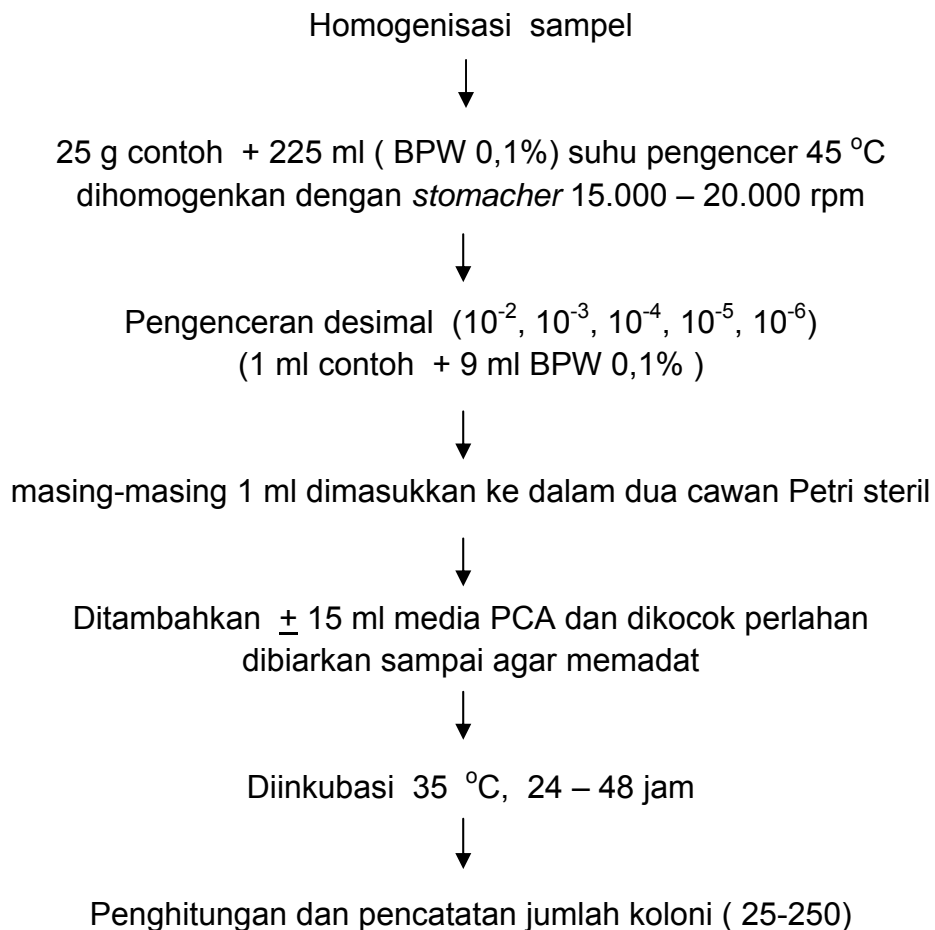 Homogenisasi sampel
25 g contoh + 225 ml ( BPW 0,1%) suhu pengencer 45 °C
dihomogenkan dengan stomacher 15.000 – 20.000 rpm
Pengenceran desimal (10⁻², 10⁻³, 10⁻⁴, 10⁻⁵, 10⁻⁶)
(1 ml contoh + 9 ml BPW 0,1% )
masing-masing 1 ml dimasukkan ke dalam dua cawan Petri steril
Ditambahkan ± 15 ml media PCA dan dikocok perlahan
dibiarkan sampai agar memadat
Diinkubasi 35 °C, 24 – 48 jam
Penghitungan dan pencatatan jumlah koloni ( 25-250)